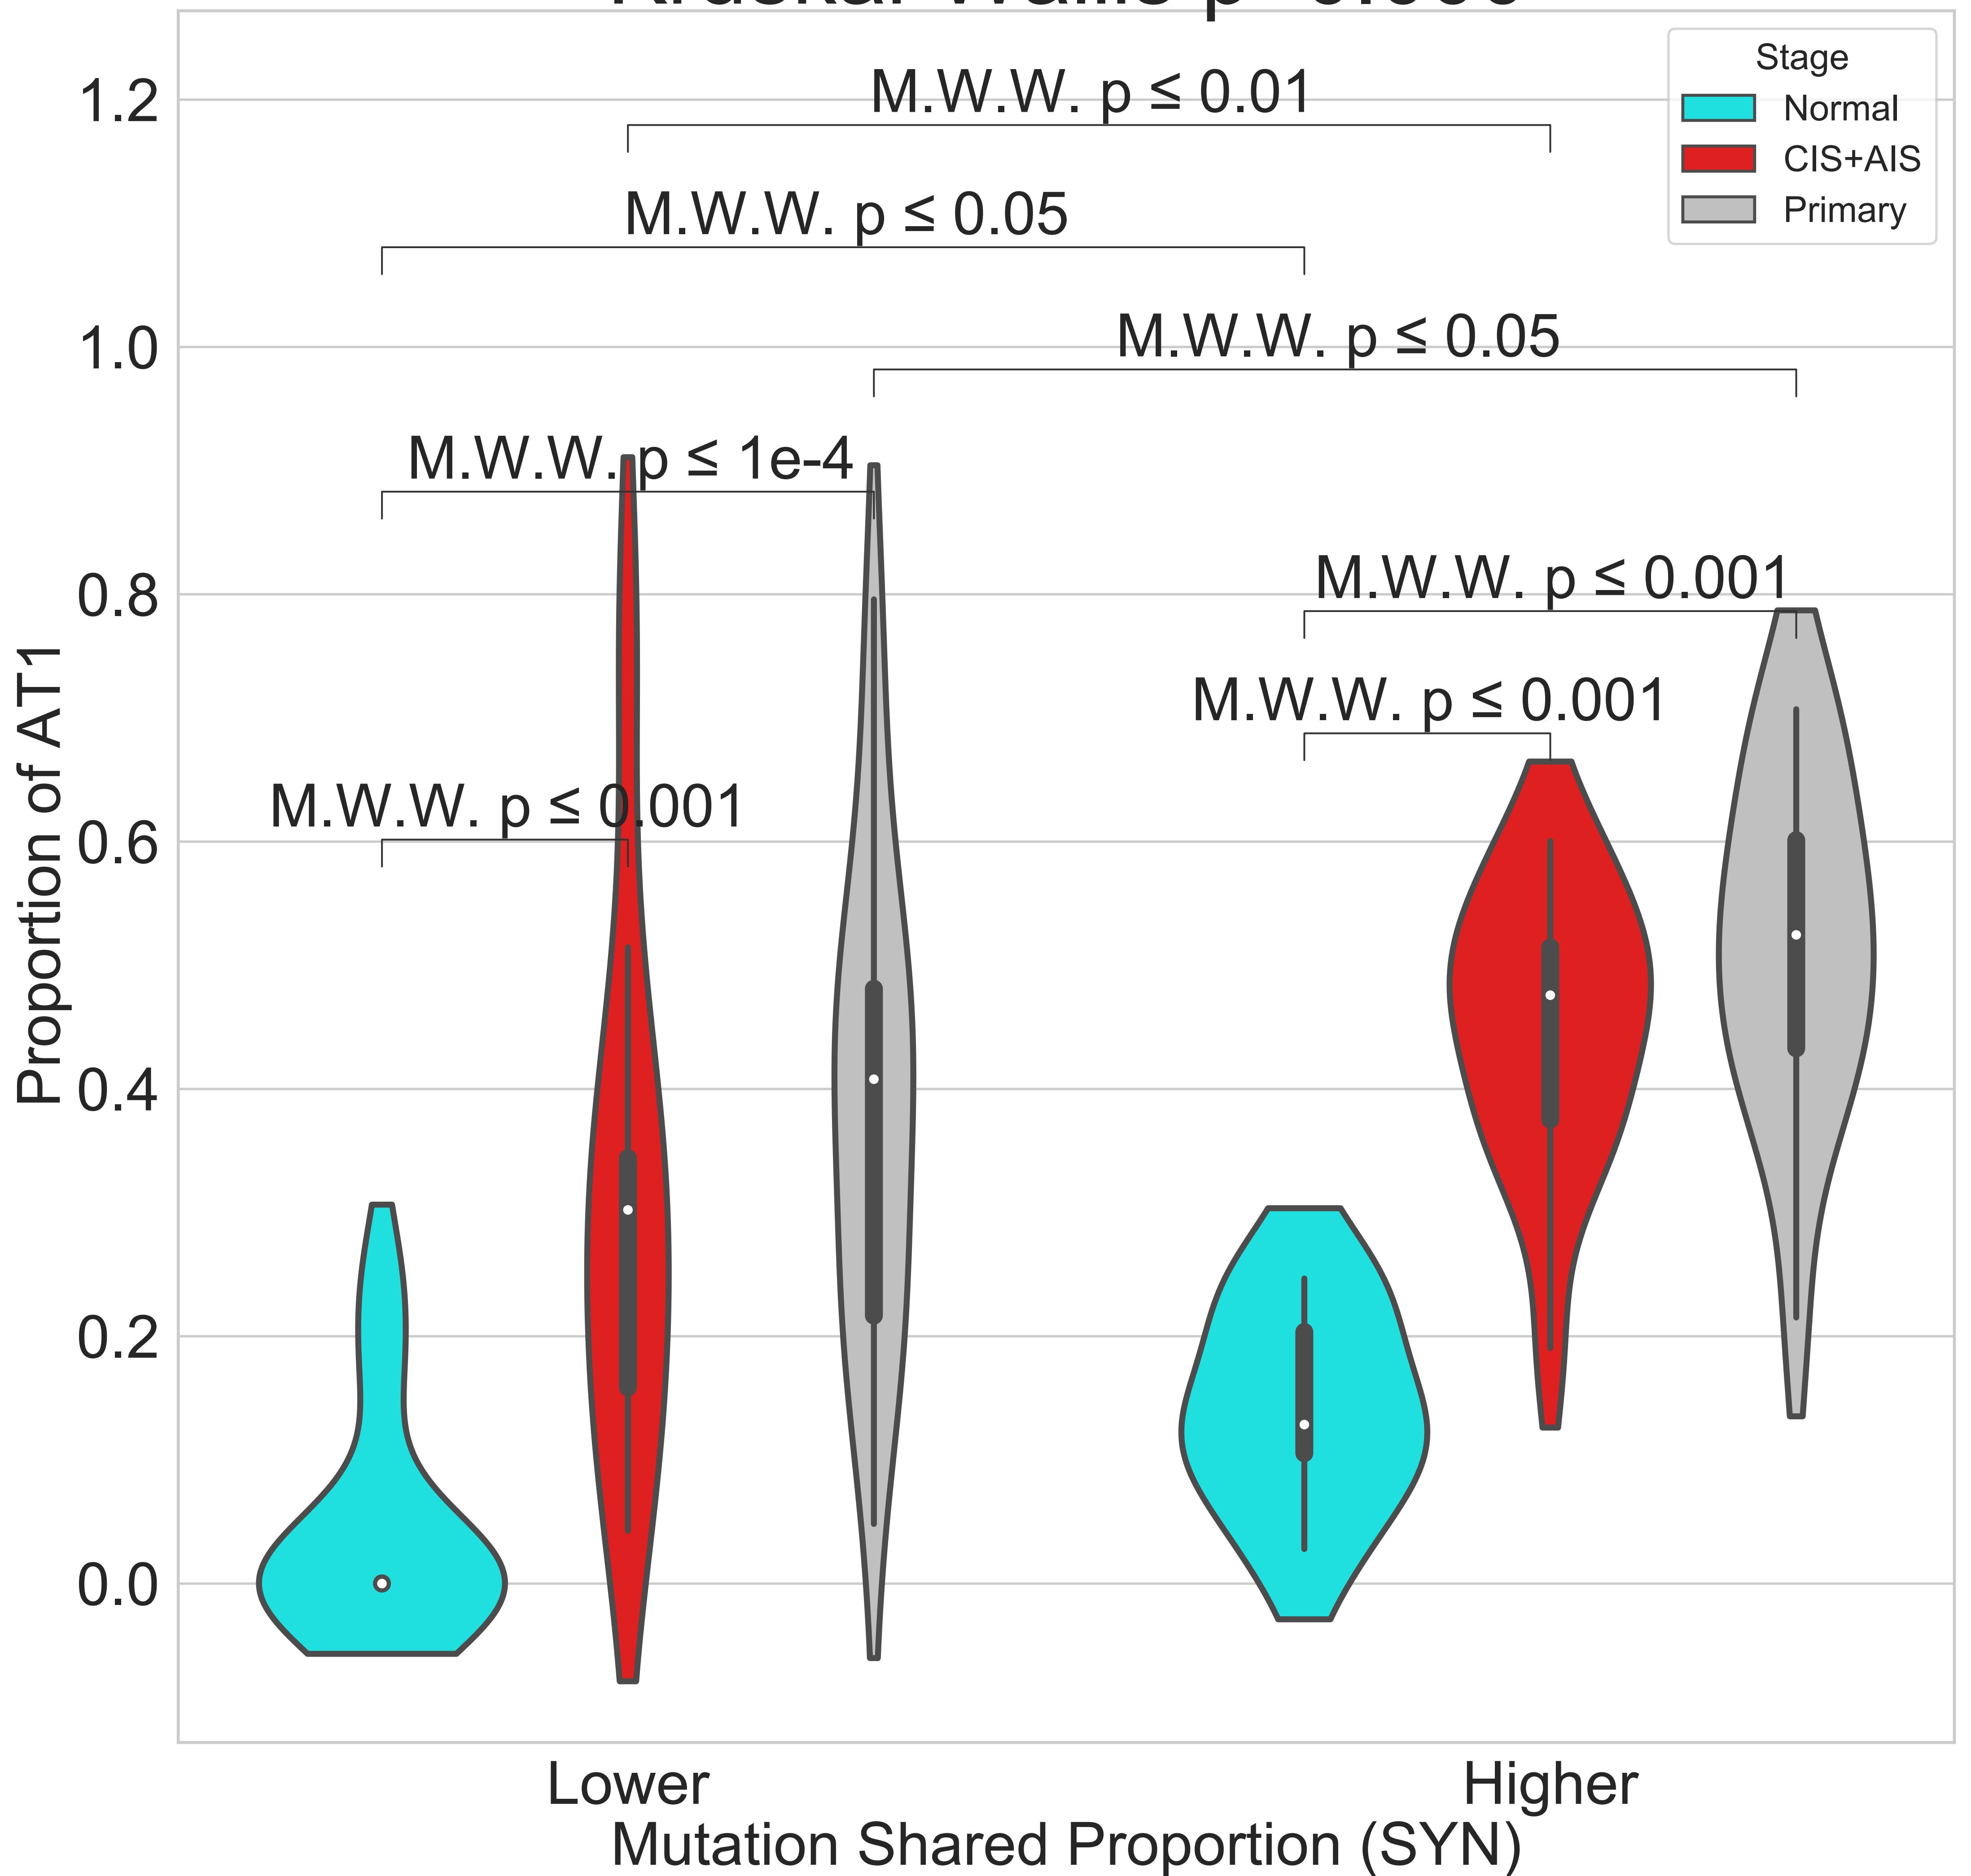 Stage
Normal
CIS+AIS
Primary
M.W.W. p ≤ 0.01
M.W.W. p ≤ 0.05
M.W.W. p ≤ 0.05
M.W.W. p ≤ 1e-4
M.W.W. p ≤ 0.001
M.W.W. p ≤ 0.001
M.W.W. p ≤ 0.001
1.2
1.0
0.8
0.6
0.4
0.2
0.0
Proportion of AT1
Lower
Higher
Mutation Shared Proportion (SYN)